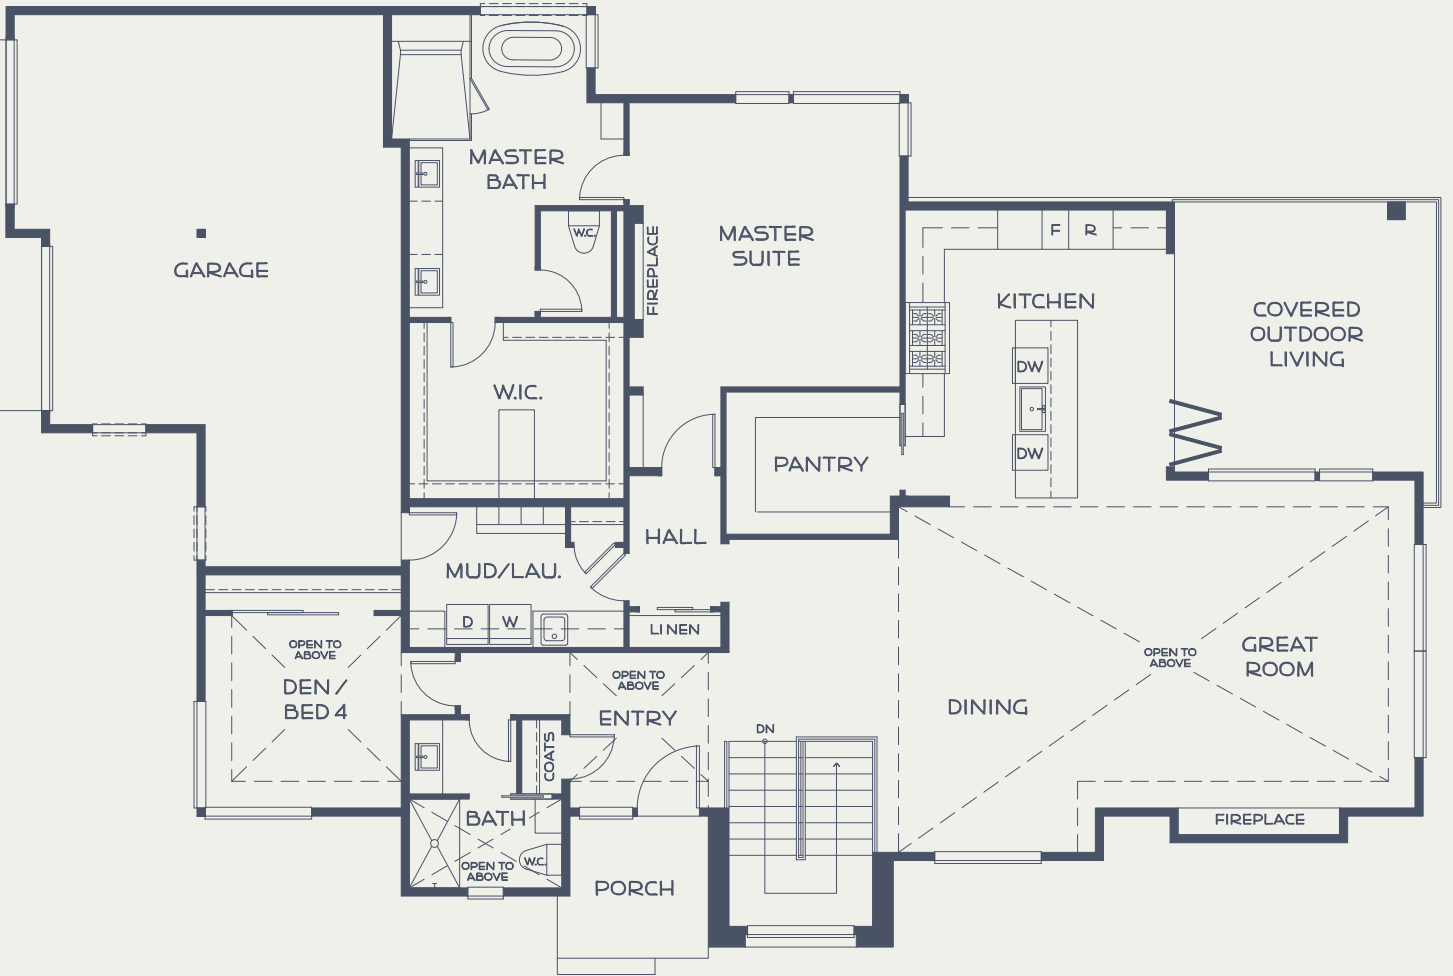 MASTER
BATH
W.C.
FIREPLACE
MASTER
SUITE
F
R
GARAGE
KITCHEN
COVERED
OUTDOOR
LIVING
DW
DW
W.IC.
PANTRY
HALL
MUD/LAU.
D
W
LINEN
OPEN TO
ABOVE
DEN /
BED 4
OPEN TO
ABOVE
ENTRY
COATS
DN
DINING
OPEN TO
ABOVE
GREAT
ROOM
FIREPLACE
BATH
OPEN TO
ABOVE
W.C.
PORCH